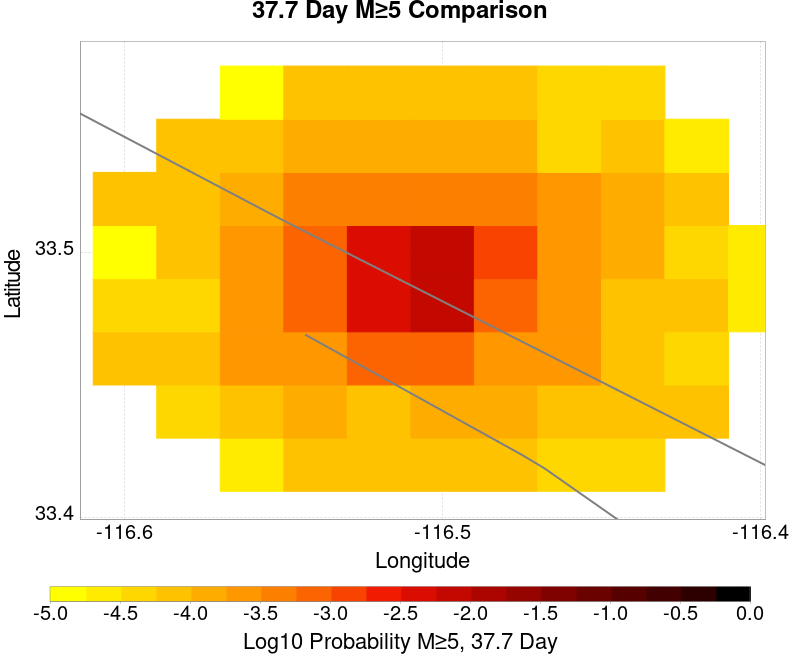 37.7 Day M≥5 Comparison
Latitude
33.5
33.4
-116.6 -116.5 -116.4
Longitude
-5.0 -4.5 -4.0 -3.5 -3.0 -2.5 -2.0 -1.5 -1.0 -0.5 0.0
Log10 Probability M≥5, 37.7 Day